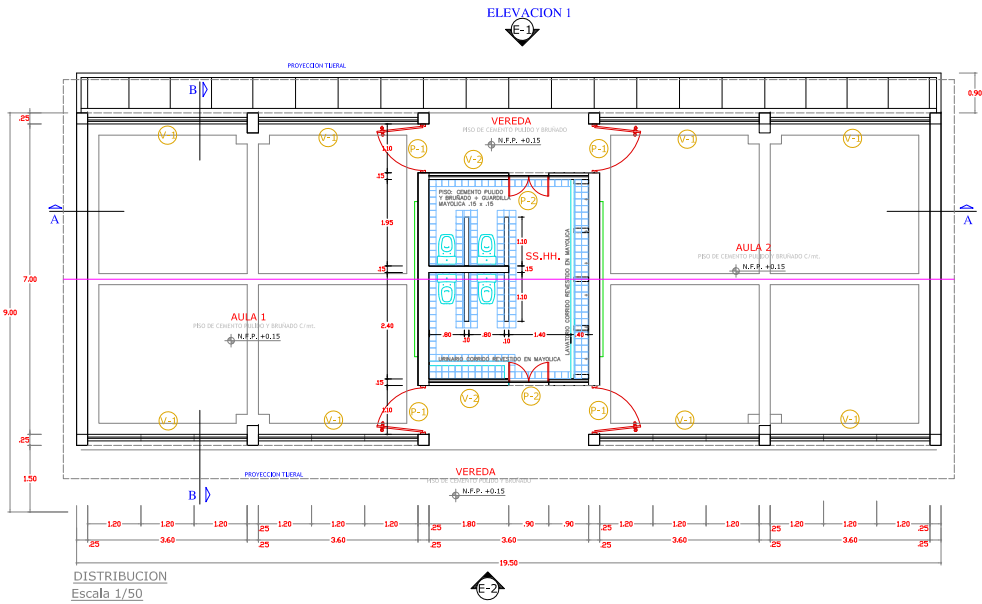 ELEVACION 1
E-1
PROYECCION TIJERAL
B
0.90
.25
VEREDA
PISO DE CEMENTO PULIDO Y BRUÑADO
N.F.P. +0.15
V-1
V-1
P-1
V-2
P-1
V-1
V-1
1.10
.15
PISO: CEMENTO PULIDO
Y BRUÑADO + GUARDILLA
MAYOLICA .15 x .15
P-2
A
A
1.95
1.10
SS.HH.
AULA 2
PISO DE CEMENTO PULIDO Y BRUÑADO C/mt.
N.F.P. +0.15
.15
.15
7.00
9.00
1.10
LAVATORIO CORRIDO REVESTIDO EN MAYOLICA
AULA 1
PISO DE CEMENTO PULIDO Y BRUÑADO C/mt.
N.F.P. +0.15
2.40
.80
.10
.80
.10
1.40
.40
URINARIO CORRIDO REVESTIDO EN MAYOLICA
.15
V-1
V-1
P-1
V-2
P-2
P-1
V-1
V-1
1.10
.25
1.50
PROYECCION TIJERAL
VEREDA
PISO DE CEMENTO PULIDO Y BRUÑADO
N.F.P. +0.15
B
1.20
1.20
1.20
.25
1.20
1.20
1.20
.25
1.80
.90
.90
.25
1.20
1.20
1.20
.25
1.20
1.20
1.20
.25
.25
3.60
.25
3.60
.25
3.60
.25
3.60
.25
3.60
.25
19.50
DISTRIBUCION
Escala 1/50
E-2